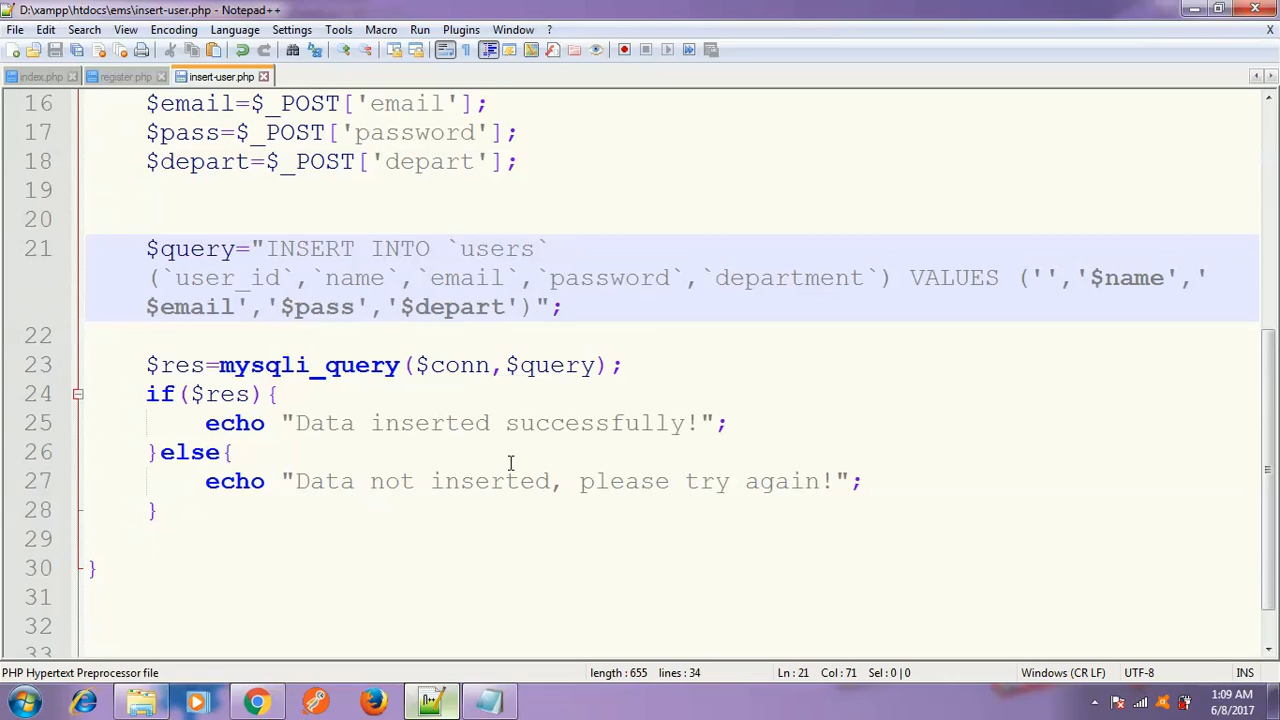 D:\xampp\htdocs\ems\insert-user.php - Notepad++
File Edit Search View Encoding Language Settings Tools Macro Run Plugins Window ? X
index.php register.php insert-user.php
16 $email=$_POST['email'];
17 $pass=$_POST['password'];
18 $depart=$_POST['depart'];
19
20
21 $query="INSERT INTO `users`
(`user_id`,`name`,`email`,`password`,`department`) VALUES ('','$name','
$email','$pass','$depart')";
22
23 $res=mysqli_query($conn,$query);
24 if($res){
25 echo "Data inserted successfully!";
26 }else{
27 echo "Data not inserted, please try again!";
28 }
29
30 }
31
32
33
PHP Hypertext Preprocessor file length : 655 lines : 34 Ln : 21 Col : 71 Sel : 0 | 0 Windows (CR LF) UTF-8 INS
1:09 AM
6/8/2017